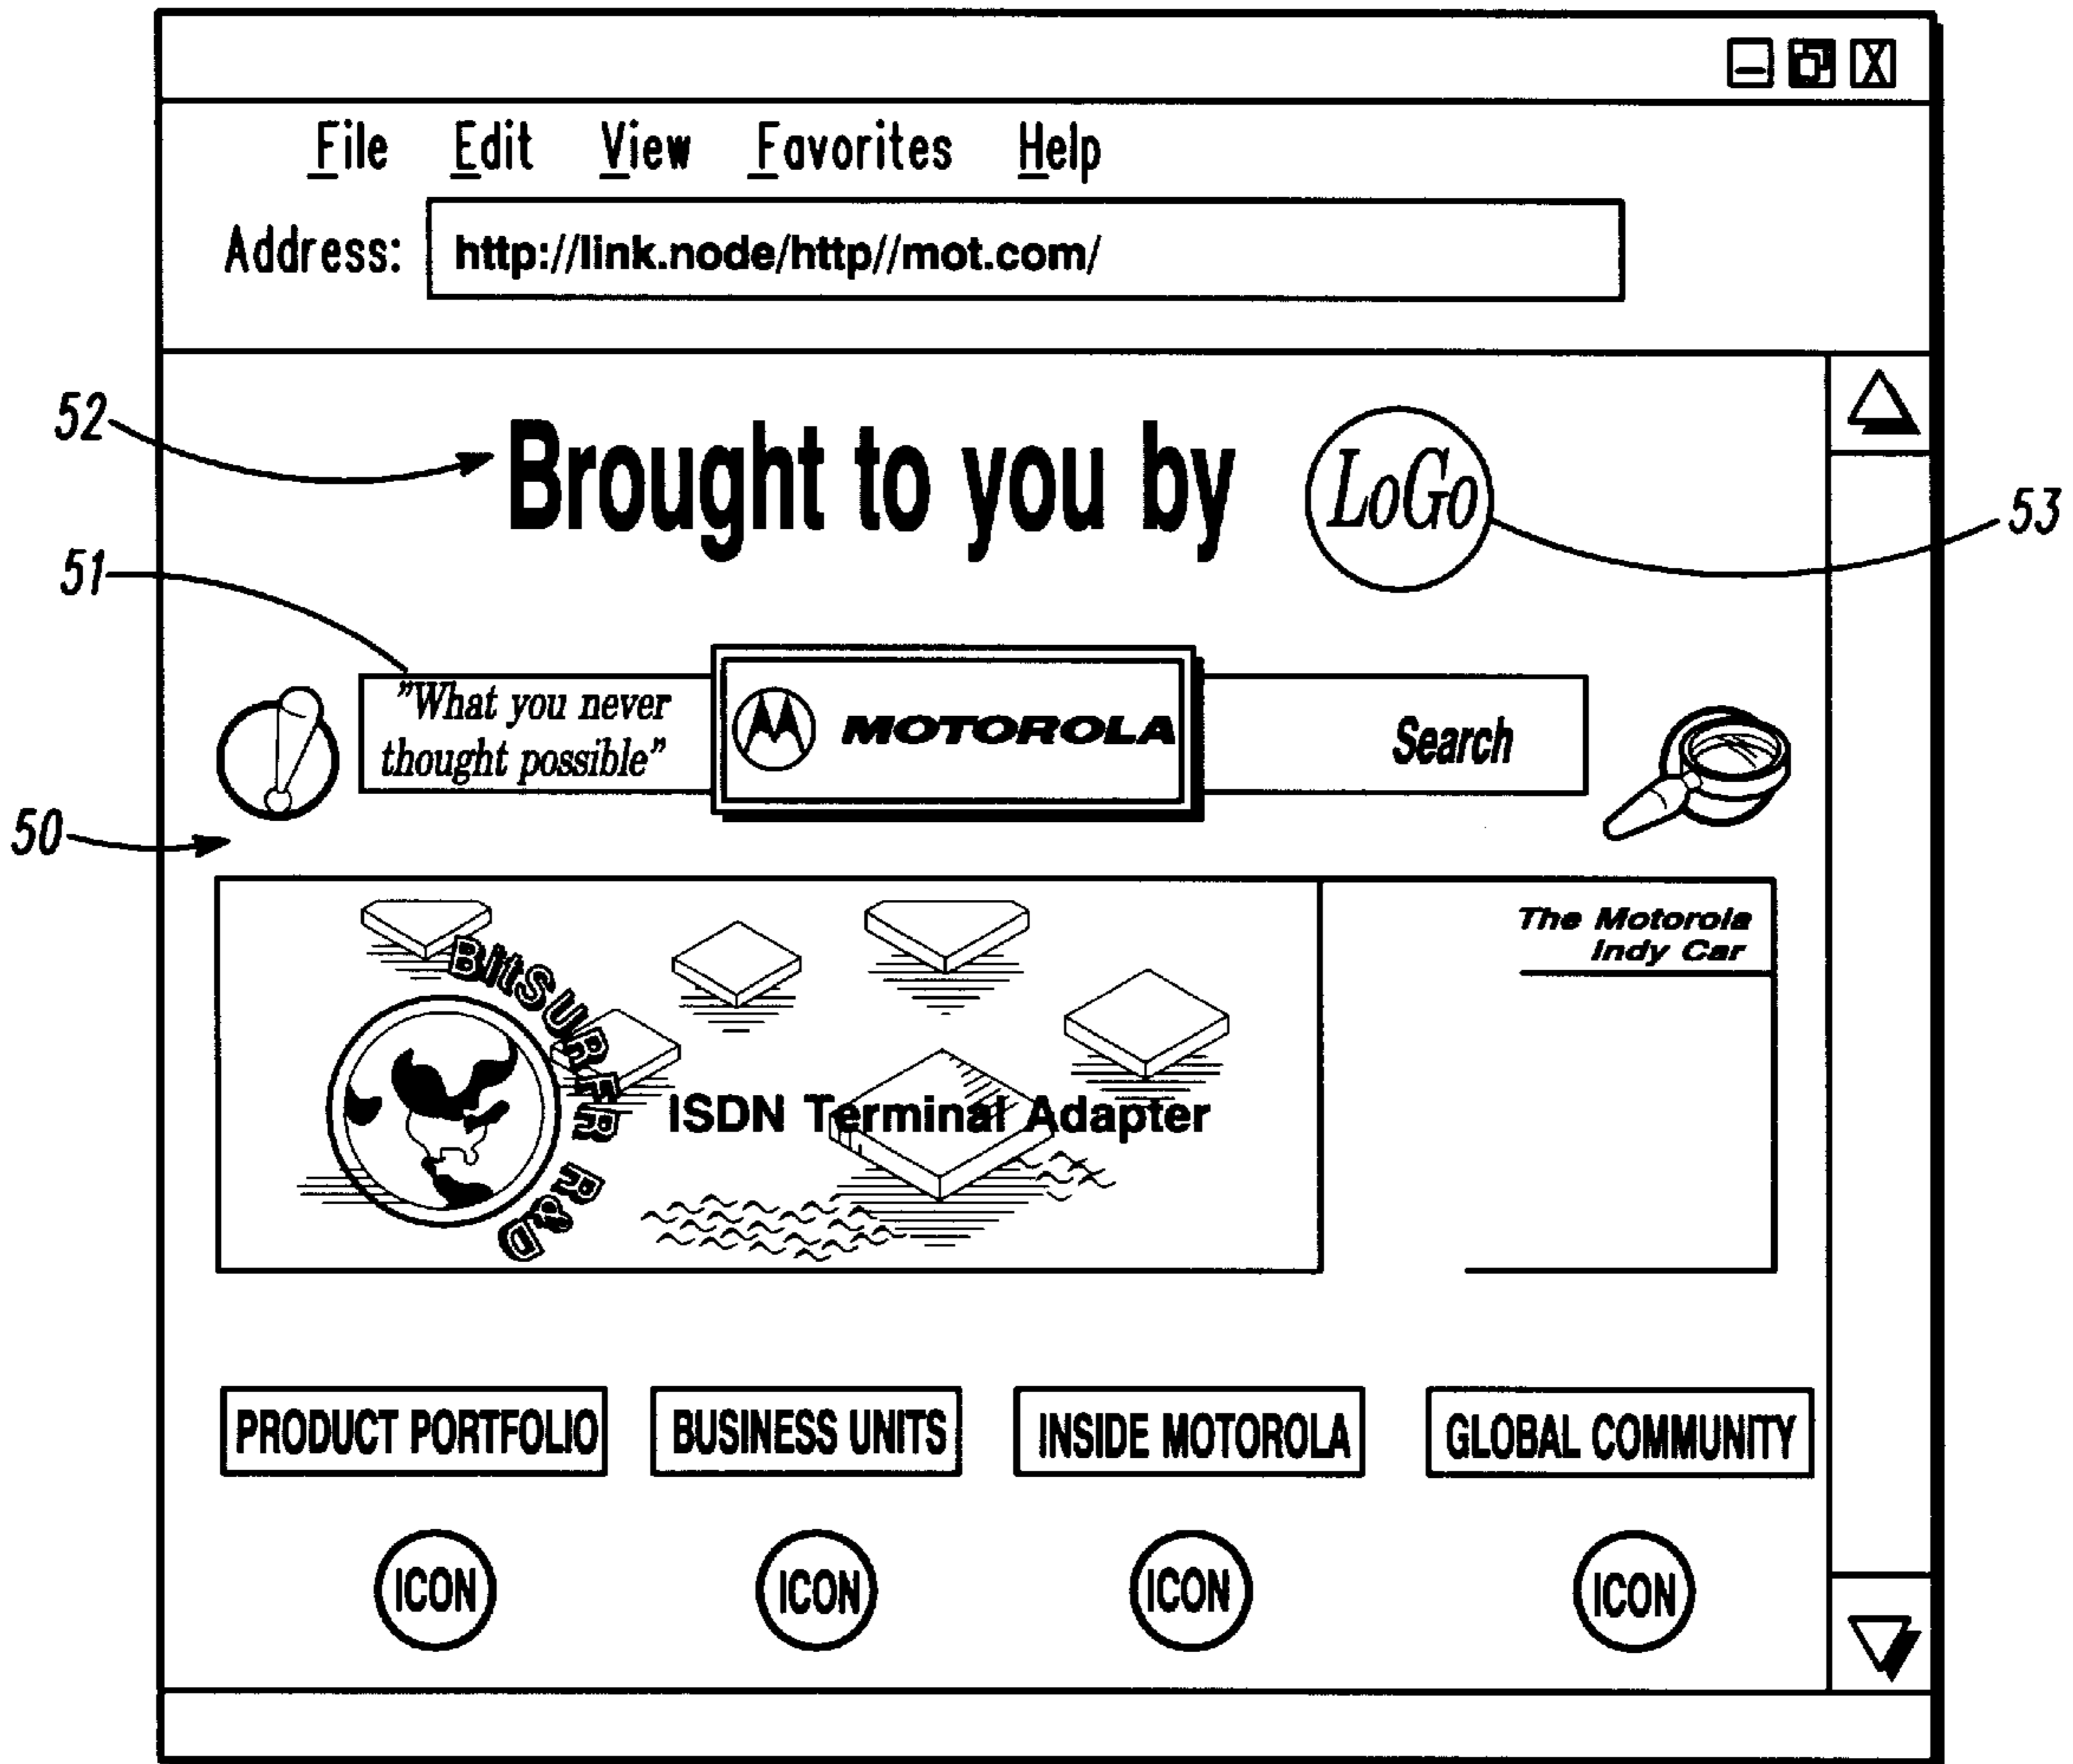 File Edit View Favorites Help
Address: http://link.node/http//mot.com/
52
Brought to you by LoGo
53
51
"What you never
thought possible"
MOTOROLA
Search
50
The Motorola
Indy Car
BitSURFR R&D
ISDN Terminal Adapter
PRODUCT PORTFOLIO BUSINESS UNITS INSIDE MOTOROLA GLOBAL COMMUNITY
ICON ICON ICON ICON